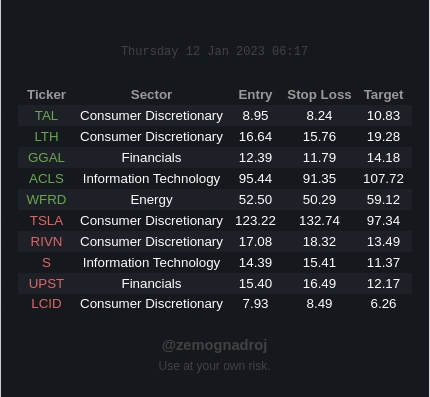 Thursday 12 Jan 2023 06:17
Ticker Sector Entry Stop Loss Target
TAL Consumer Discretionary 8.95 8.24 10.83
LTH Consumer Discretionary 16.64 15.76 19.28
GGAL Financials 12.39 11.79 14.18
ACLS Information Technology 95.44 91.35 107.72
WFRD Energy 52.50 50.29 59.12
TSLA Consumer Discretionary 123.22 132.74 97.34
RIVN Consumer Discretionary 17.08 18.32 13.49
S Information Technology 14.39 15.41 11.37
UPST Financials 15.40 16.49 12.17
LCID Consumer Discretionary 7.93 8.49 6.26
@zemognadroj
Use at your own risk.